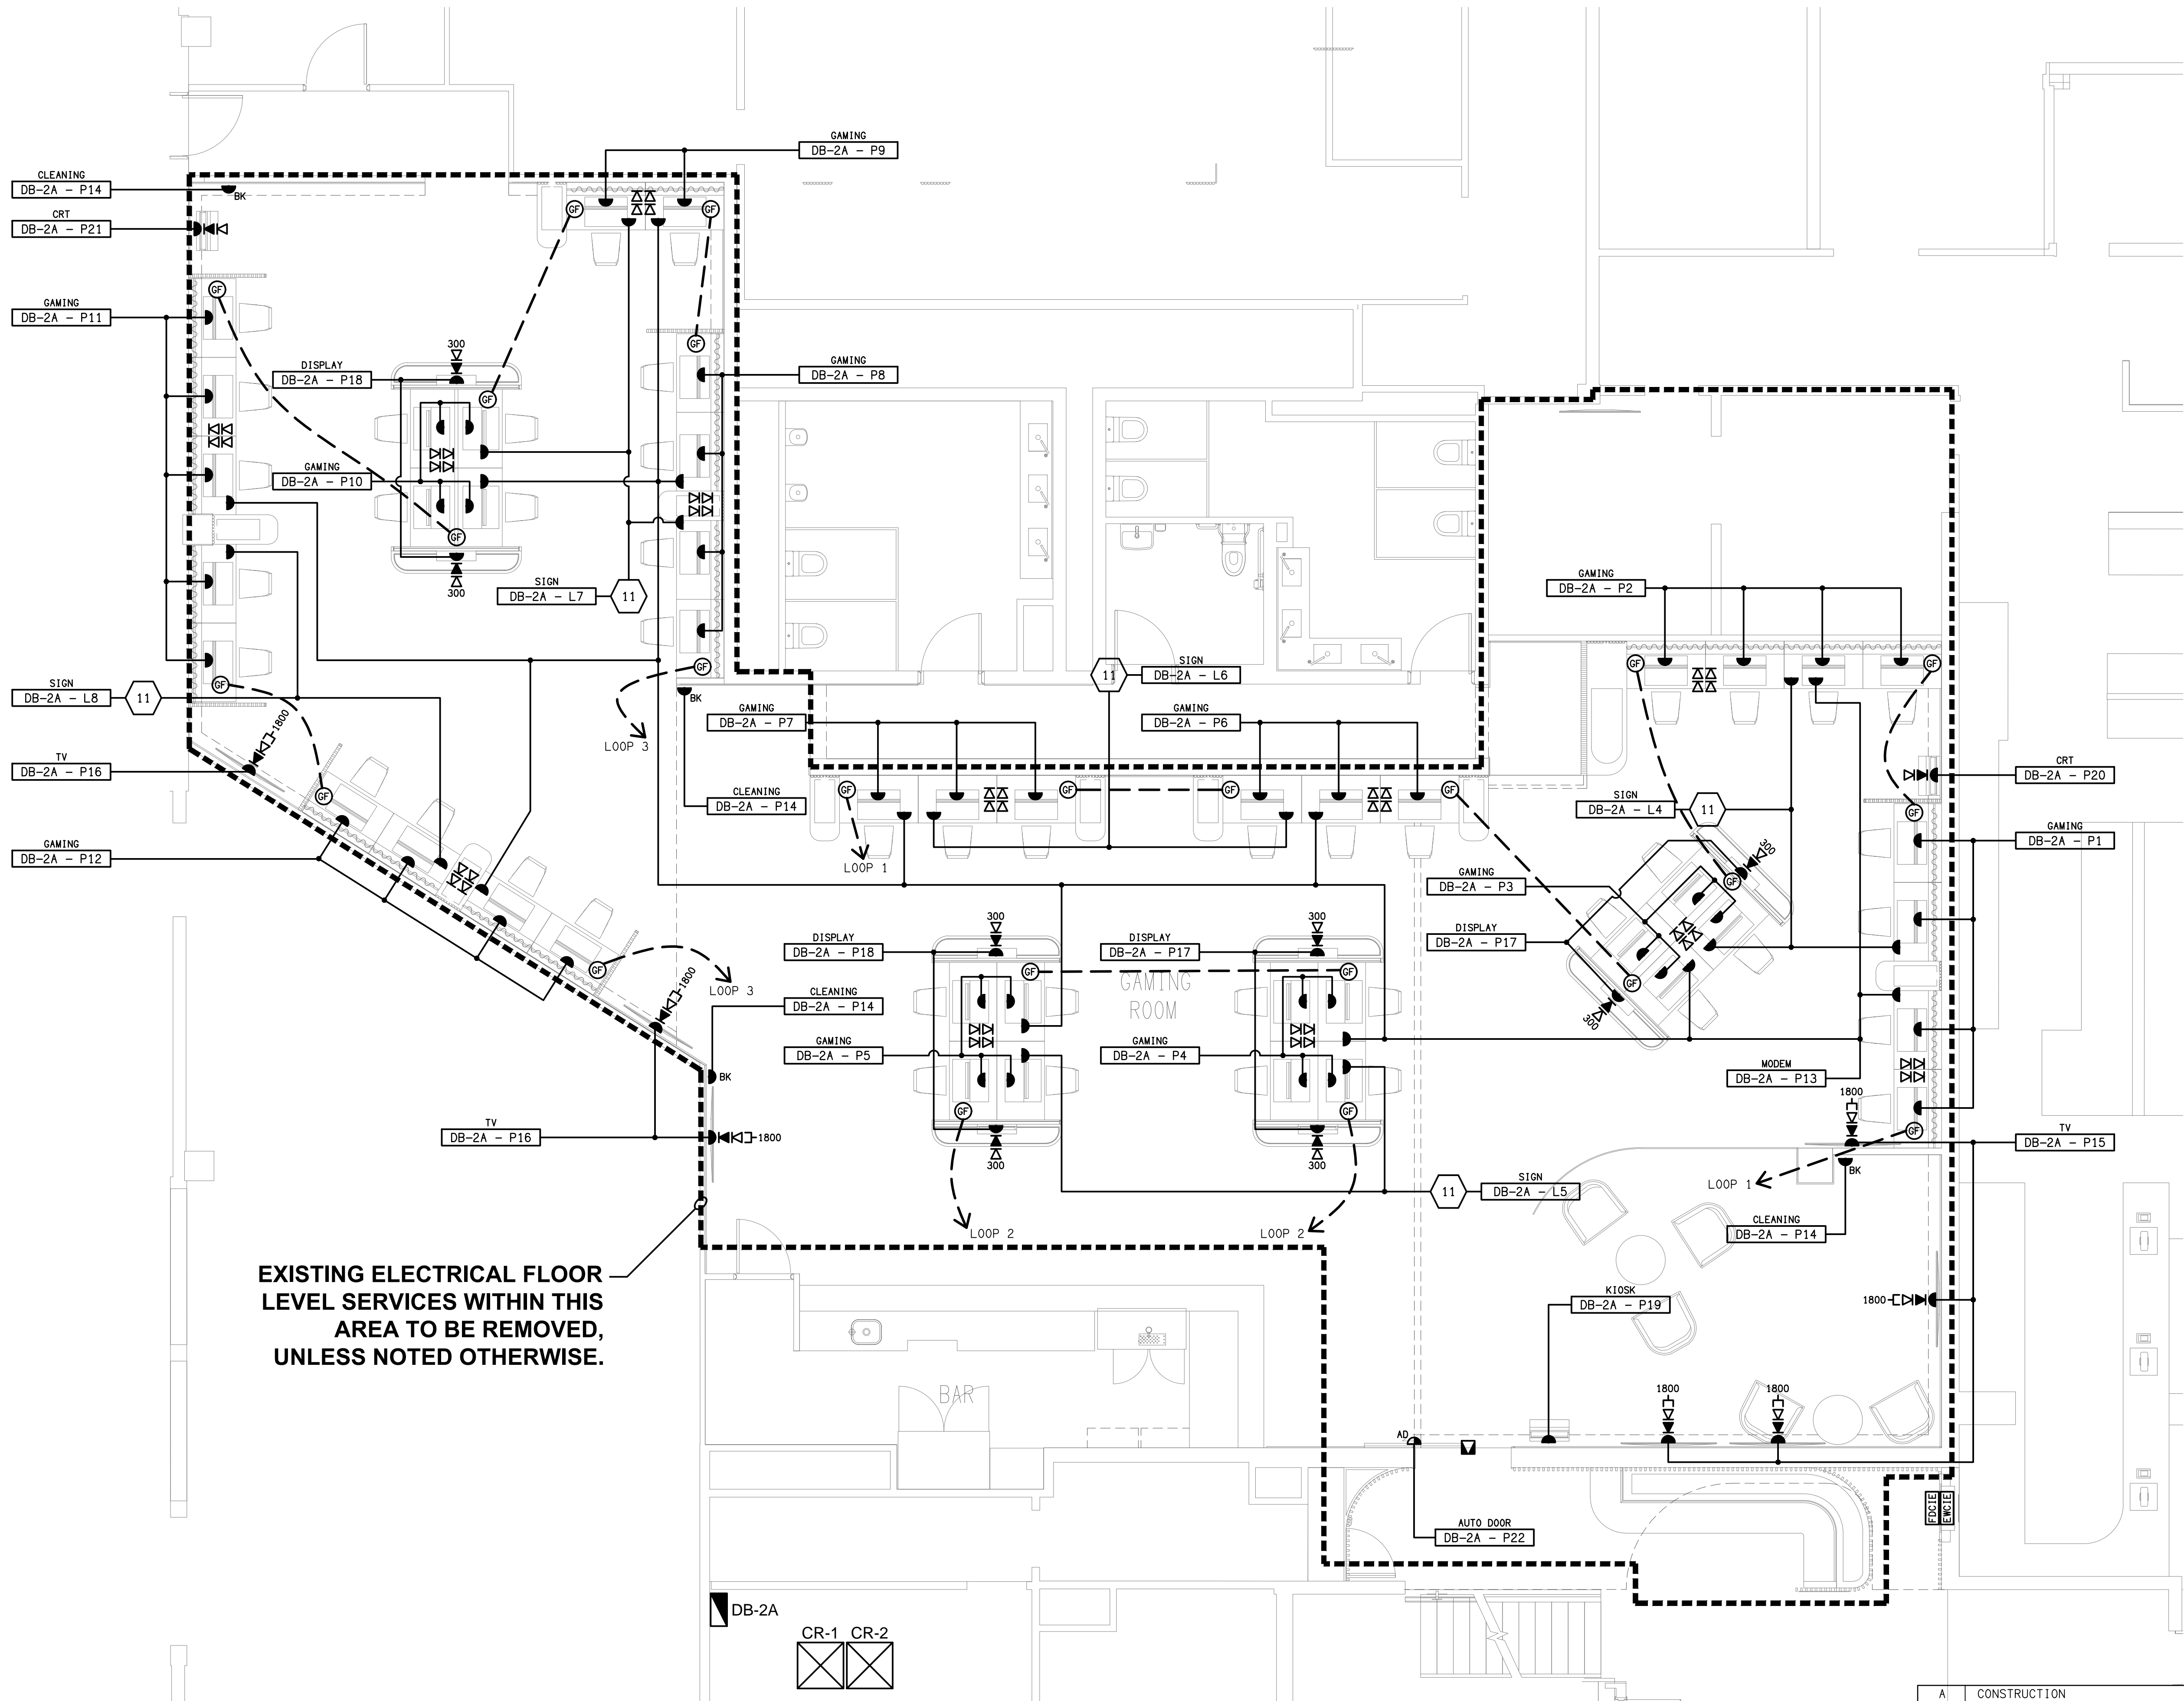 GAMING
DB-2A - P9
CLEANING
DB-2A - P14
BK
CRT
DB-2A - P21
GF
GF
GF
GAMING
DB-2A - P11
GF
300
DISPLAY
DB-2A - P18
GAMING
DB-2A - P8
GF
GAMING
DB-2A - P10
GF
300
SIGN
DB-2A - L7
11
GAMING
DB-2A - P2
SIGN
DB-2A - L8
11
GF
GF
BK
LOOP 3
11
SIGN
DB-2A - L6
GF
GF
1800
GAMING
DB-2A - P7
GAMING
DB-2A - P6
TV
DB-2A - P16
GF
CLEANING
DB-2A - P14
GF
GF
GF
GF
CRT
DB-2A - P20
SIGN
DB-2A - L4
11
GF
GAMING
DB-2A - P12
LOOP 1
300
GAMING
DB-2A - P1
GAMING
DB-2A - P3
GF
DISPLAY
DB-2A - P17
300
DISPLAY
DB-2A - P18
300
DISPLAY
DB-2A - P17
GF
1800
LOOP 3
GF
GF
GF
GAMING
ROOM
CLEANING
DB-2A - P14
300
GAMING
DB-2A - P5
GAMING
DB-2A - P4
BK
MODEM
DB-2A - P13
1800
GF
GF
GF
TV
DB-2A - P16
1800
TV
DB-2A - P15
300
300
BK
LOOP 1
11
SIGN
DB-2A - L5
LOOP 2
LOOP 2
CLEANING
DB-2A - P14
EXISTING ELECTRICAL FLOOR
LEVEL SERVICES WITHIN THIS
AREA TO BE REMOVED,
UNLESS NOTED OTHERWISE.
KIOSK
DB-2A - P19
1800
BAR
1800
1800
AD
FDCIE
EWCIE
AUTO DOOR
DB-2A - P22
DB-2A
CR-1
CR-2
A
CONSTRUCTION